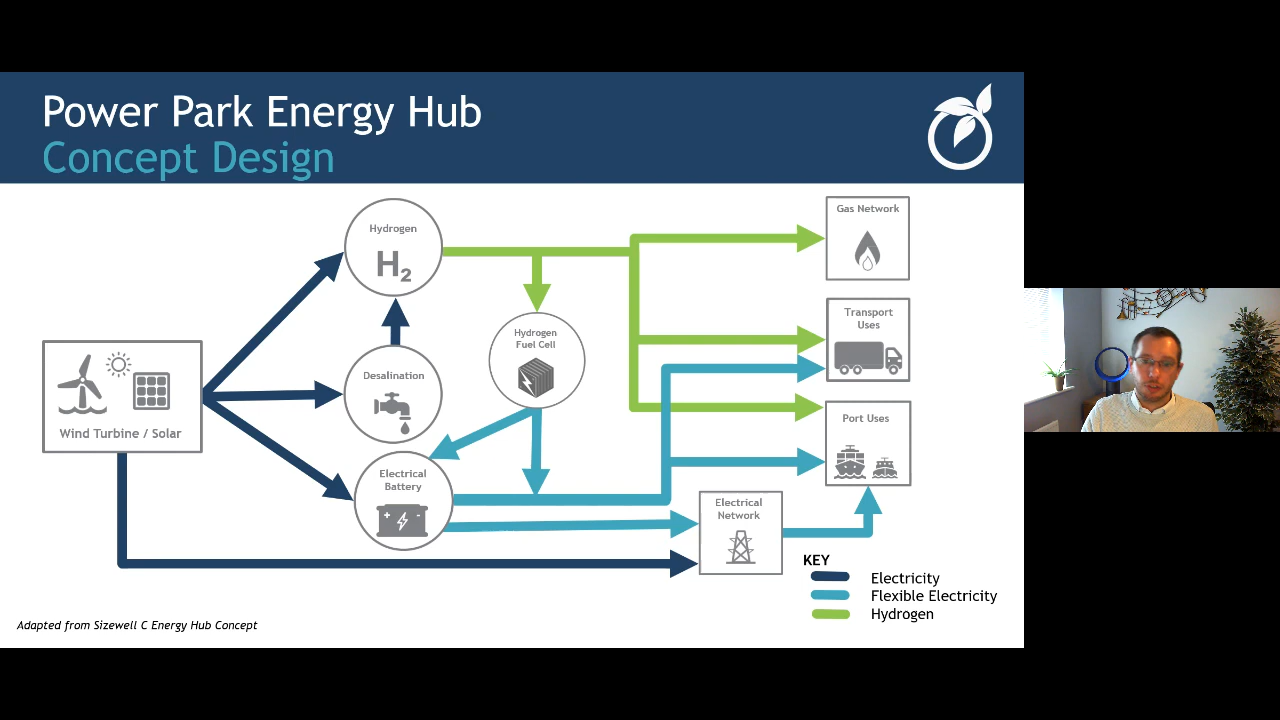 Power Park Energy Hub
Concept Design
Hydrogen
H2
Gas Network
Transport
Uses
Hydrogen
Fuel Cell
Desalination
Wind Turbine / Solar
Port Uses
Electrical
Battery
+ -
Electrical
Network
KEY
Electricity
Flexible Electricity
Hydrogen
Adapted from Sizewell C Energy Hub Concept